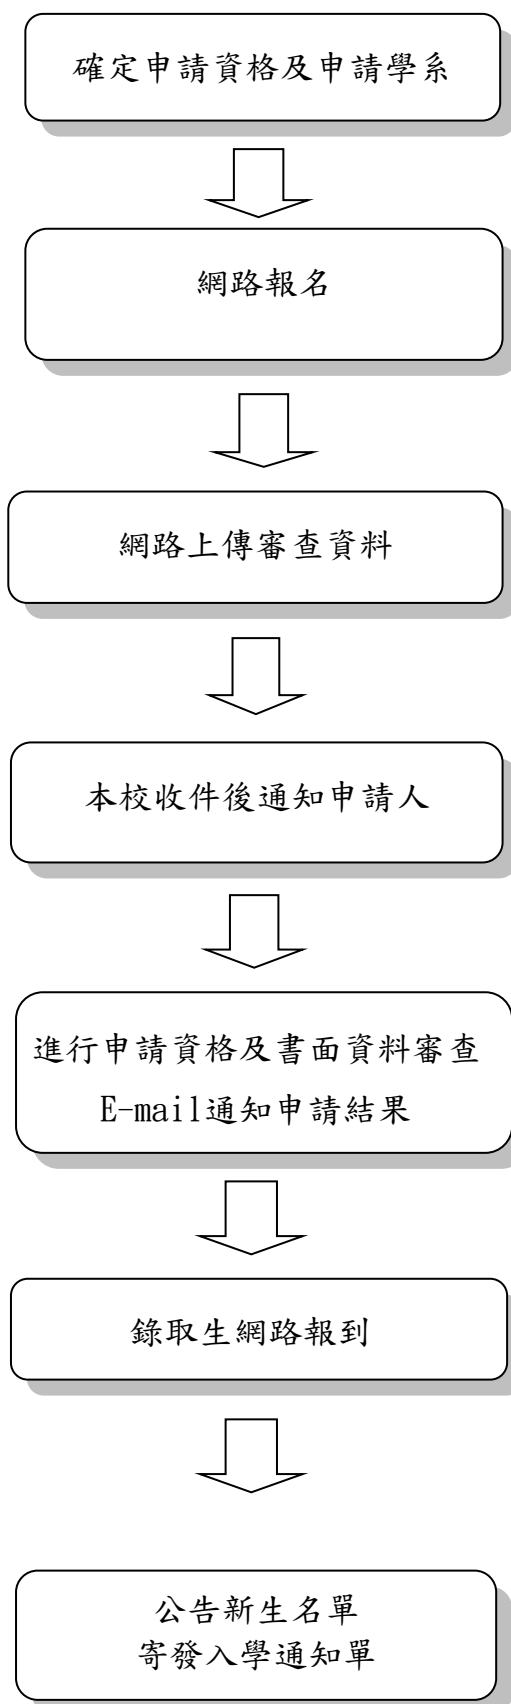 確定申請資格及申請學系
網路報名
網路上傳審查資料
本校收件後通知申請人
進行申請資格及書面資料審查
E-mail通知申請結果
錄取生網路報到
公告新生名單
寄發入學通知單